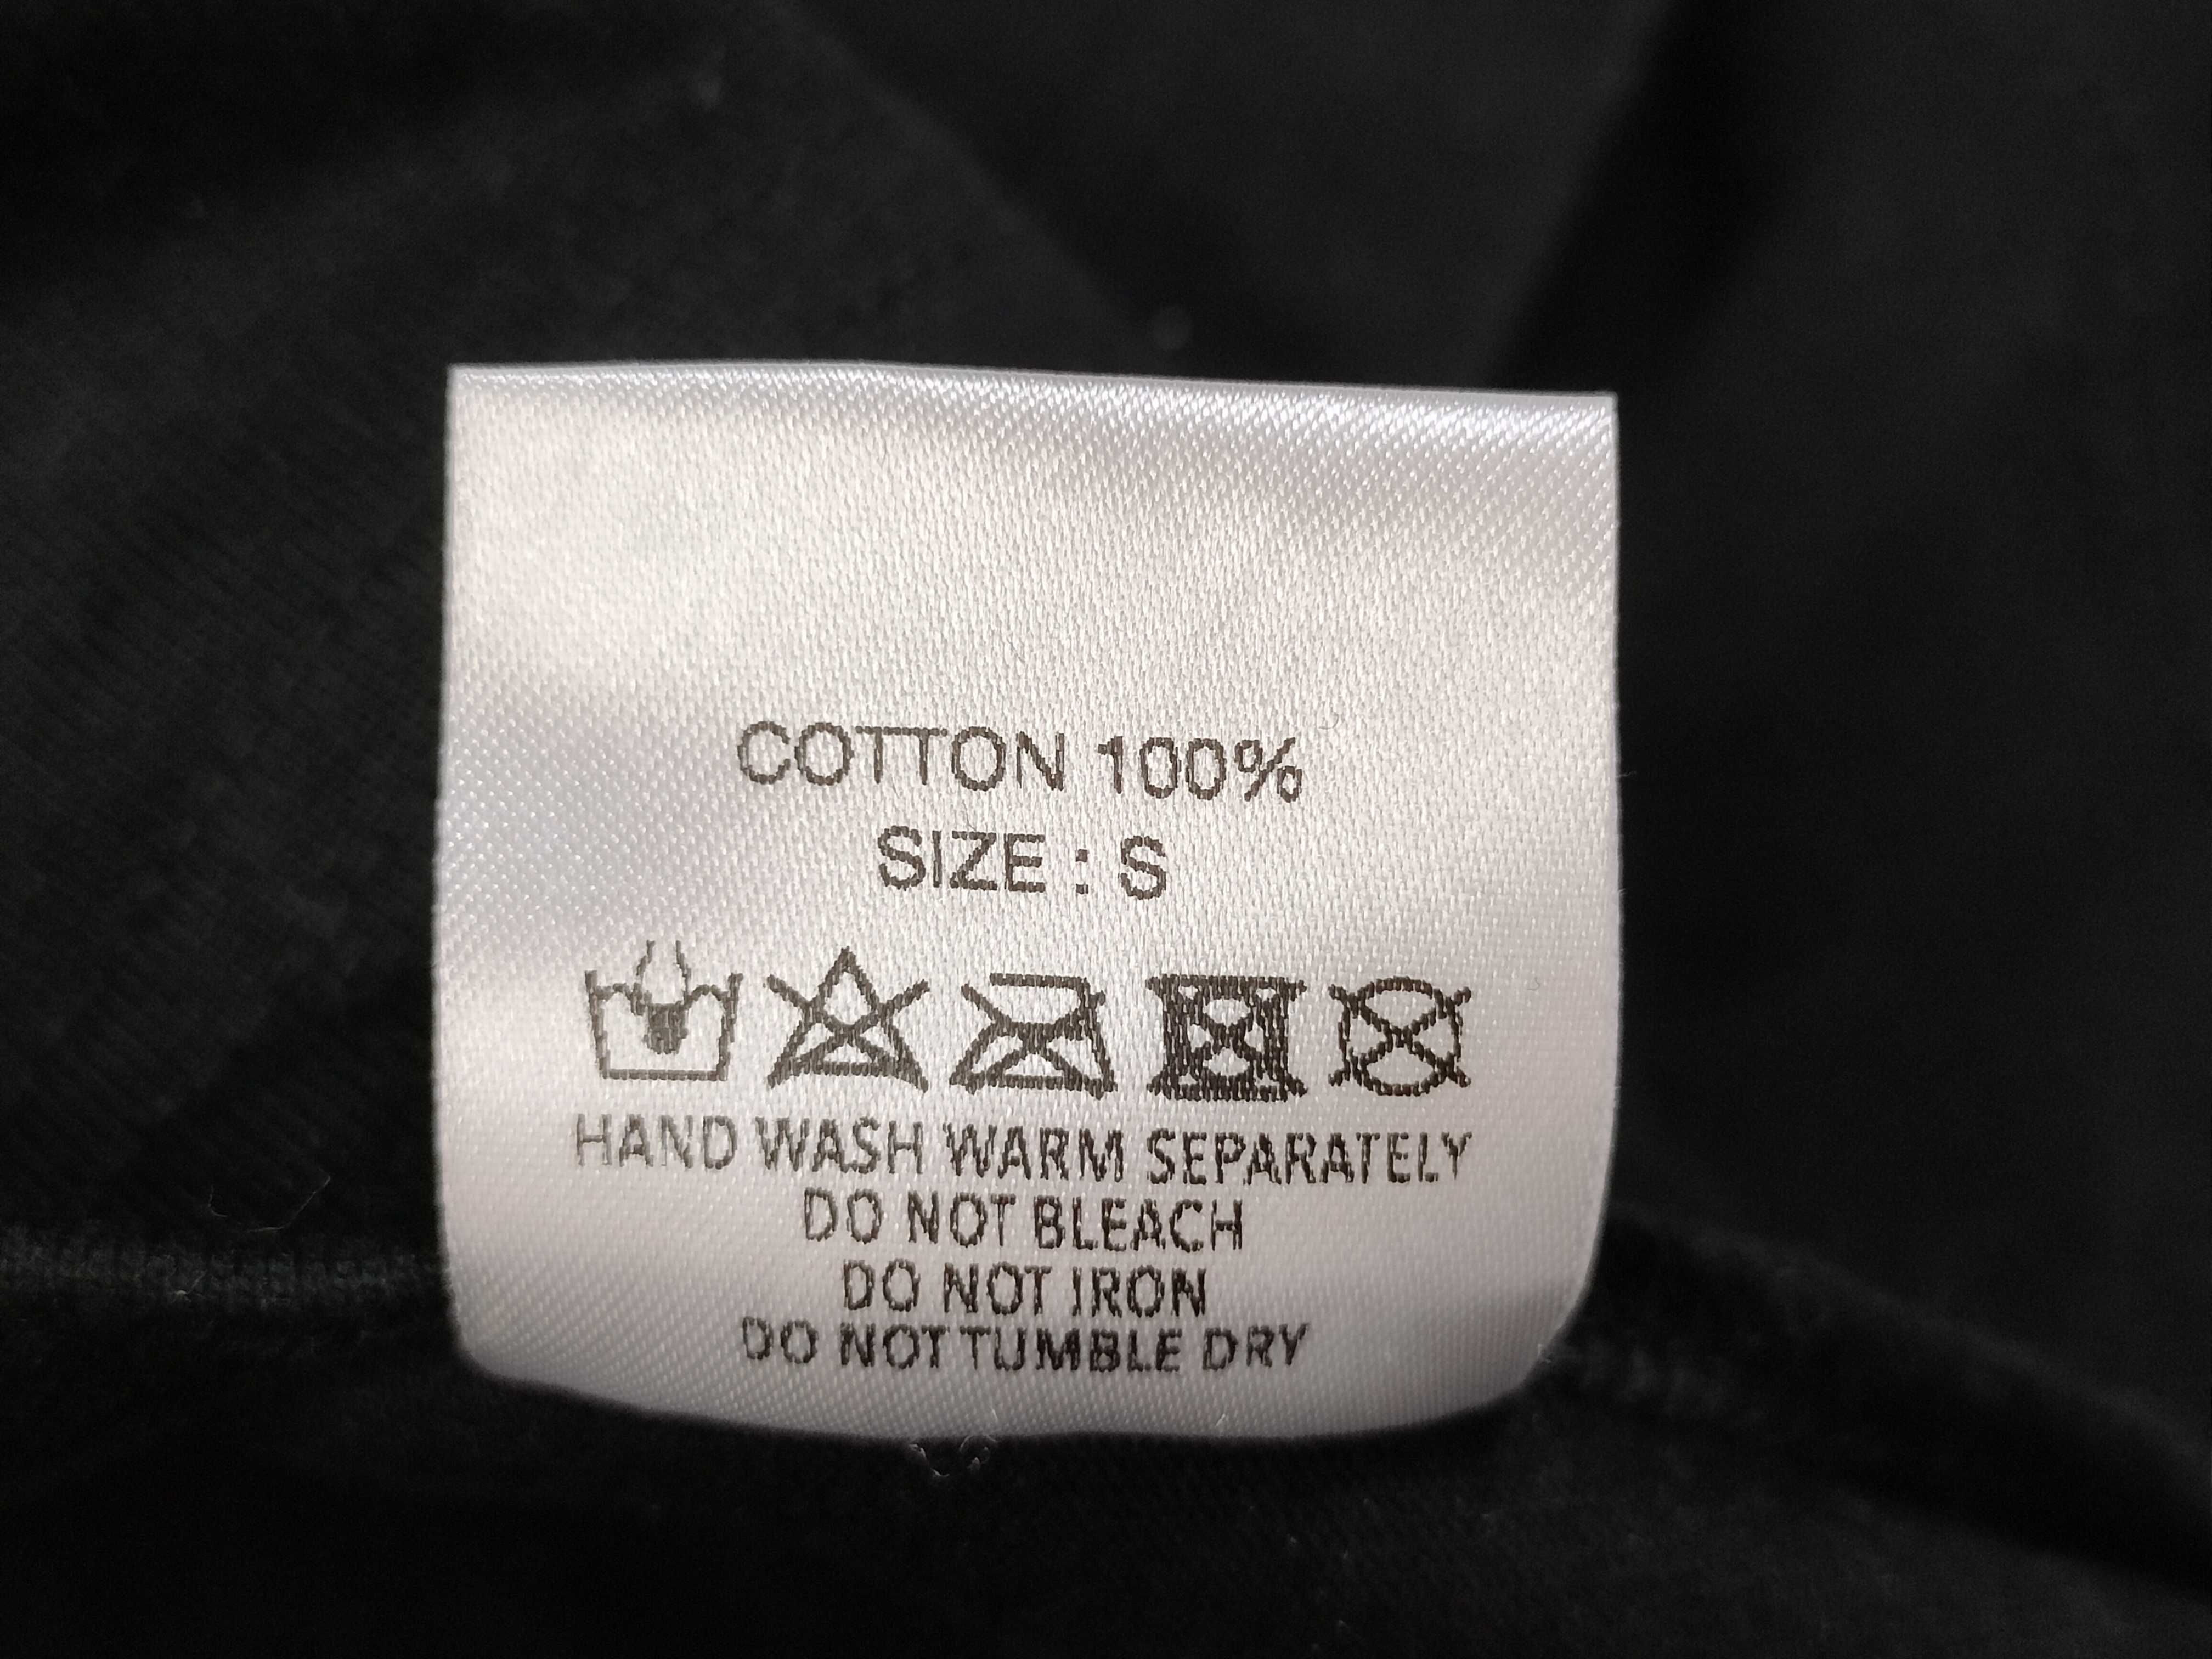 COTTON 100%
SIZE : S
HAND WASH WARM SEPARATELY
DO NOT BLEACH
DO NOT IRON
DO NOT TUMBLE DRY